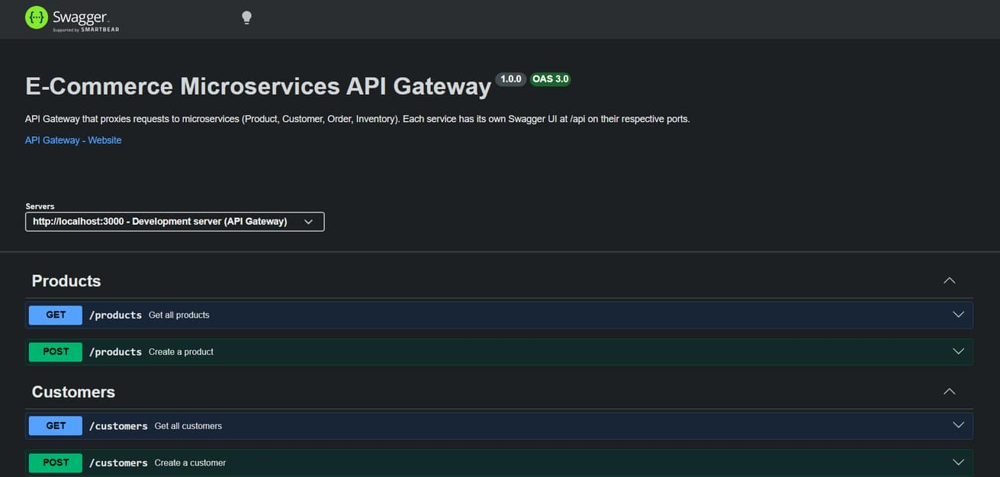 Swagger
Supported by SMARTBEAR
E-Commerce Microservices API Gateway 1.0.0 OAS 3.0
API Gateway that proxies requests to microservices (Product, Customer, Order, Inventory). Each service has its own Swagger UI at /api on their respective ports.
API Gateway - Website
Servers
http://localhost:3000 - Development server (API Gateway)
Products
GET /products Get all products
POST /products Create a product
Customers
GET /customers Get all customers
POST /customers Create a customer